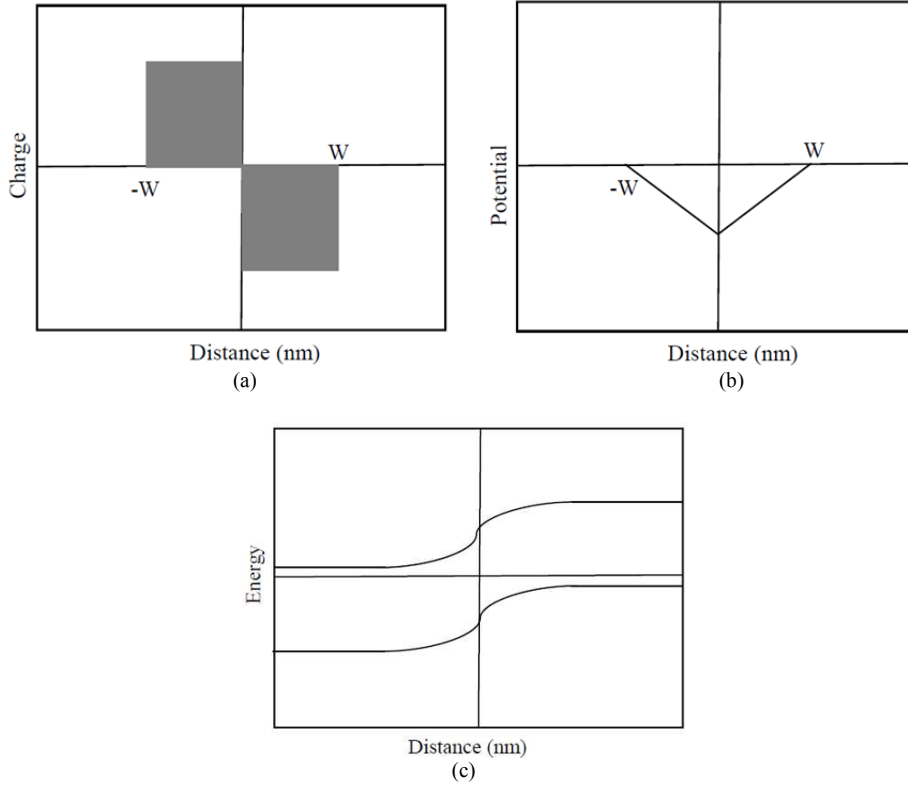 Charge
-W
W
Distance (nm)
(a)
Potential
-W
W
Distance (nm)
(b)
Energy
Distance (nm)
(c)